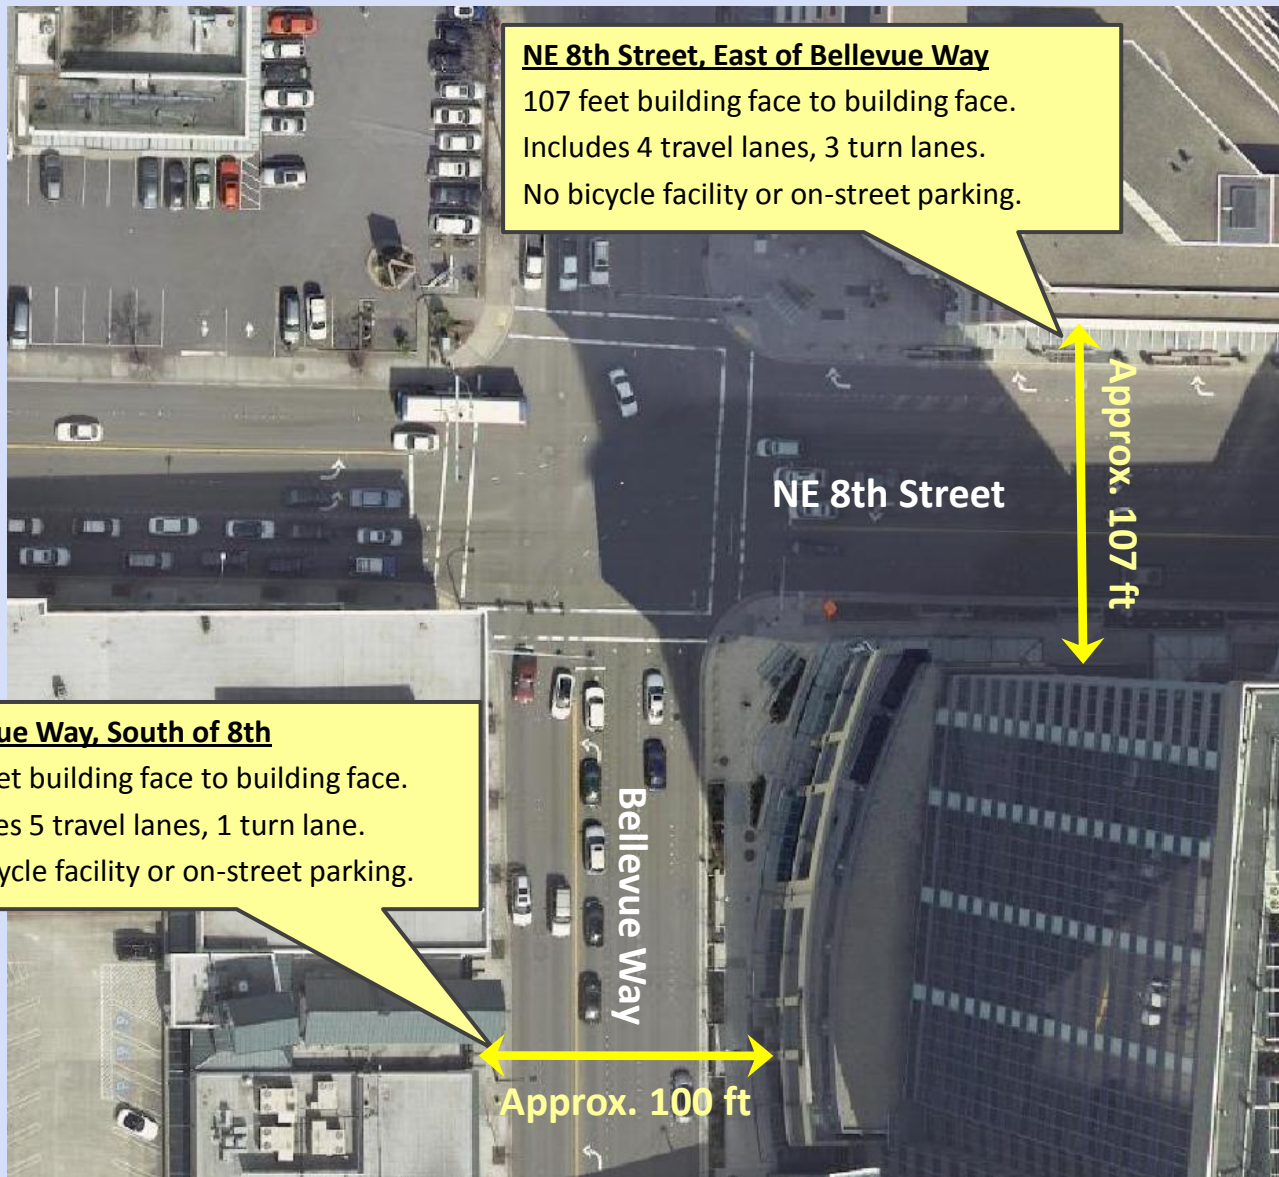 NE 8th Street, East of Bellevue Way
107 feet building face to building face.
Includes 4 travel lanes, 3 turn lanes.
No bicycle facility or on-street parking.
Approx. 107 ft
NE 8th Street
ue Way, South of 8th
et building face to building face.
es 5 travel lanes, 1 turn lane.
ycle facility or on-street parking.
Bellevue Way
Approx. 100 ft